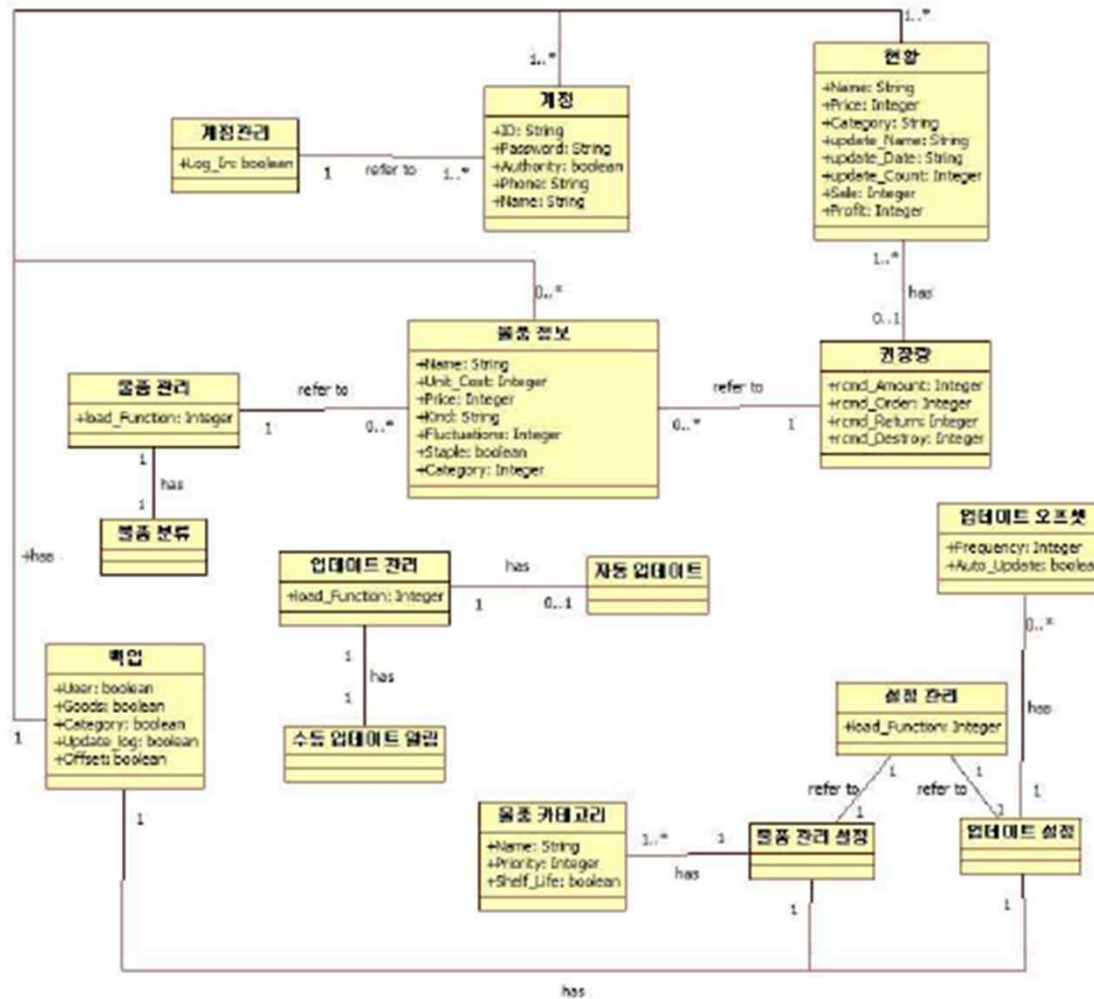 1..*
현황
+Name: String
+Price: Integer
+Category: String
+update_Name: String
+update_Date: String
+update_Count: Integer
+Sale: Integer
+Profit: Integer
1..*
계정
+ID: String
+Password: String
+Authority: boolean
+Phone: String
+Name: String
계정관리
+Log_In: boolean
1
refer to
1..*
1..*
has
0..1
0..*
물품 정보
+Name: String
+Unit_Cost: Integer
+Price: Integer
+Kind: String
+Fluctuations: Integer
+Staple: boolean
+Category: Integer
권장량
+rcmd_Amount: Integer
+rcmd_Order: Integer
+rcmd_Return: Integer
+rcmd_Destroy: Integer
물품 관리
+load_Function: Integer
refer to
1
0..*
refer to
0..*
1
1
has
1
물품 분류
+has
업데이트 오프셋
+Frequency: Integer
+Auto_Update: boolean
업데이트 관리
+load_Function: Integer
has
1
0..1
자동 업데이트
0..*
has
1
백업
+User: boolean
+Goods: boolean
+Category: boolean
+Update_log: boolean
+Offset: boolean
1
1
1
has
1
수동 업데이트 알림
설정 관리
+load_Function: Integer
1
1
refer to
refer to
1
1
물품 카테고리
+Name: String
+Priority: Integer
+Shelf_Life: boolean
1..*
1
has
물품 관리 설정
업데이트 설정
1
1
has